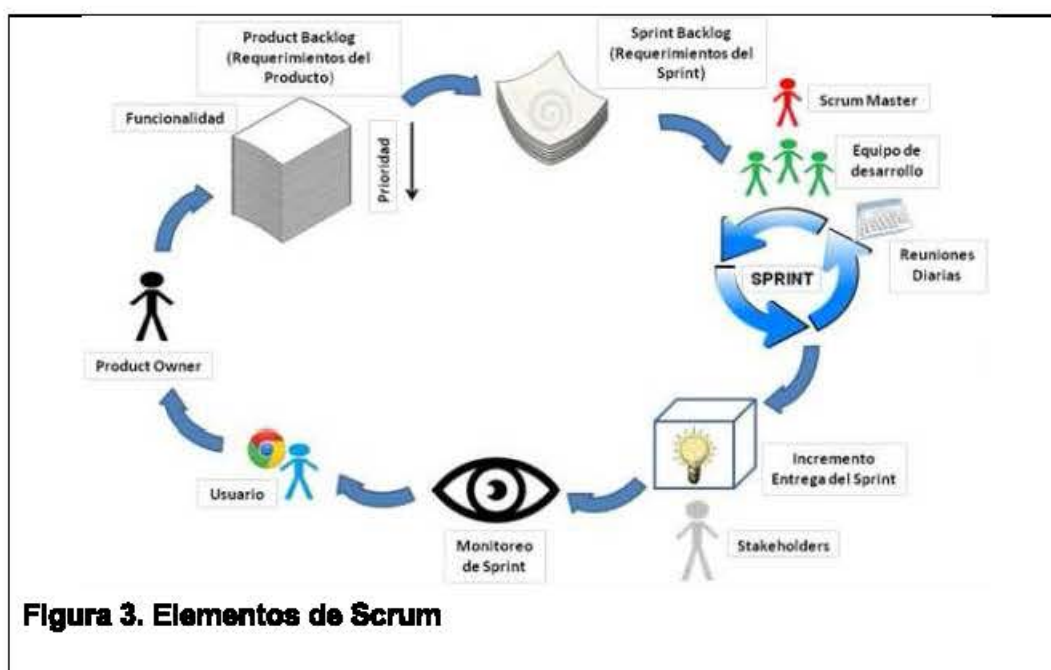 Product Backlog
(Requerimientos del
Producto)
Sprint Backlog
(Requerimientos del
Sprint)
Scrum Master
Funcionalidad
Prioridad
Equipo de
desarrollo
SPRINT
Reuniones
Diarias
Product Owner
Incremento
Entrega del Sprint
Usuario
Monitoreo
de Sprint
Stakeholders
Figura 3. Elementos de Scrum